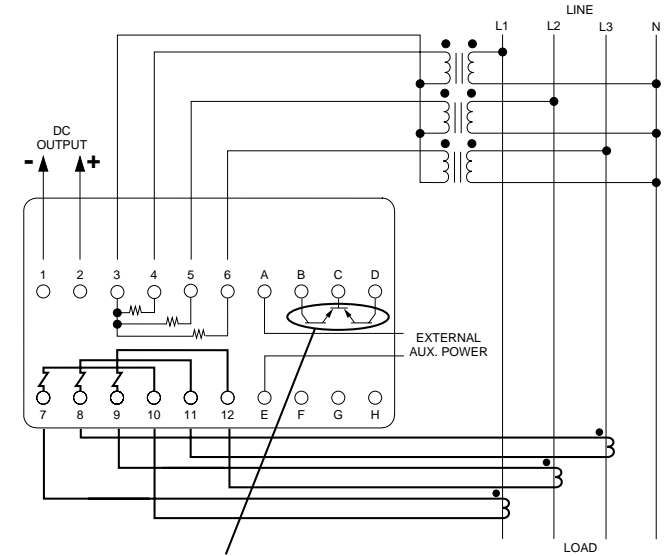 LINE
L1 L2 L3 N
DC
OUTPUT
- +
1 2 3 4 5 6 A B C D
EXTERNAL
AUX. POWER
7 8 9 10 11 12 E F G H
LOAD